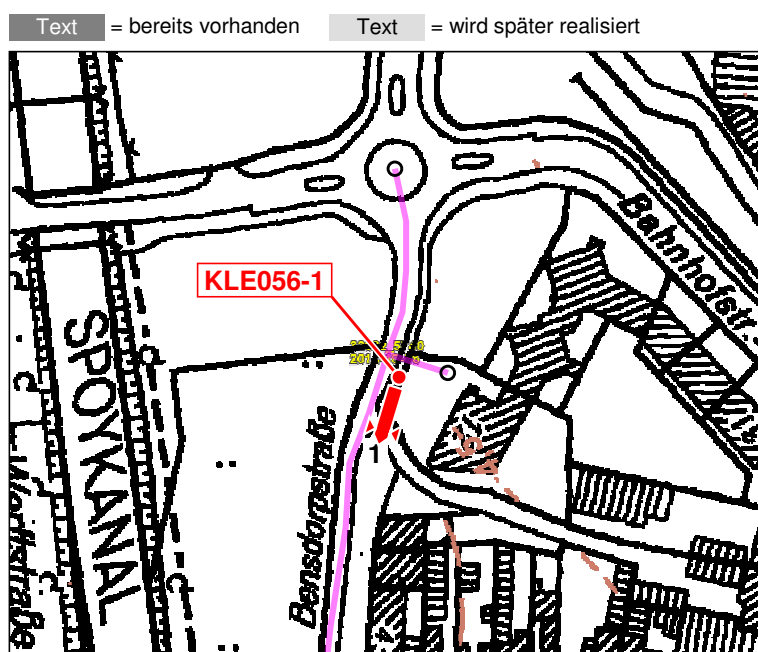 Text = bereits vorhanden Text = wird später realisiert
Bahnhofstr.
KLE056-1
SPOYKANAL
1
Bensdorpstraße